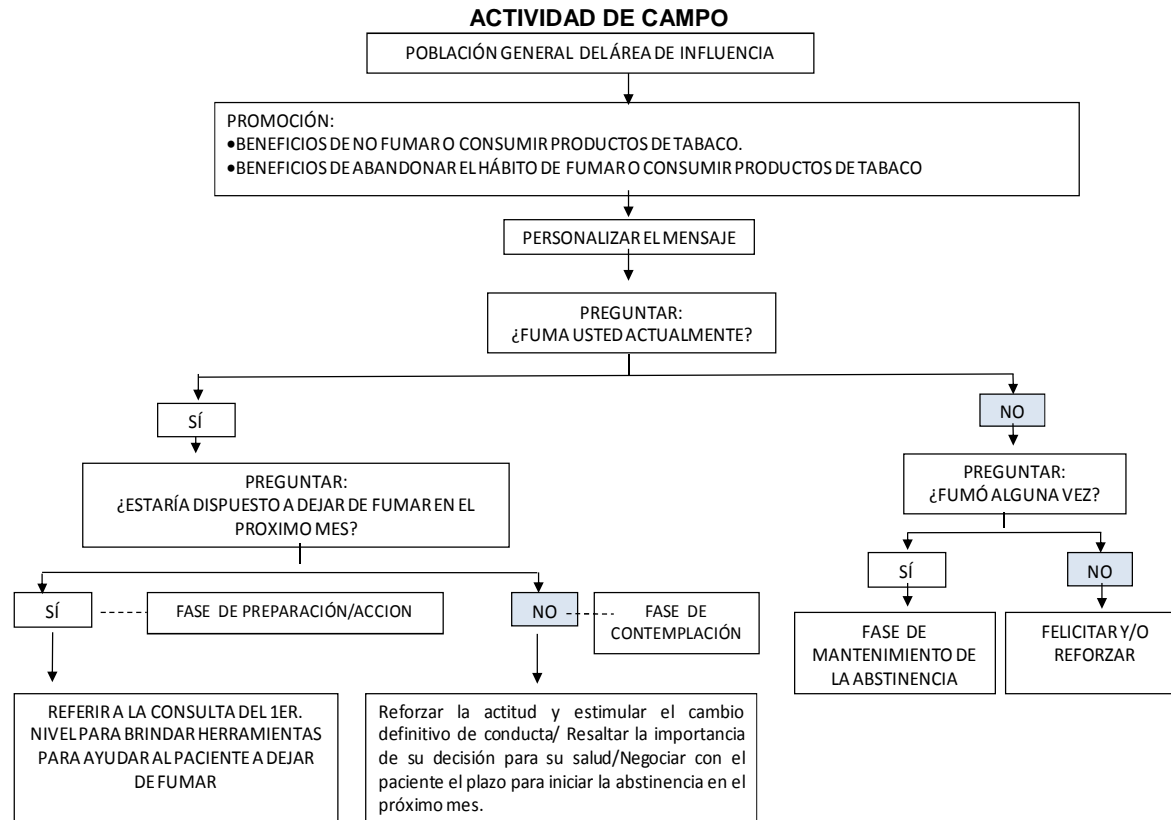 ACTIVIDAD DE CAMPO
POBLACIÓN GENERAL DEL ÁREA DE INFLUENCIA
PROMOCIÓN:
•BENEFICIOS DE NO FUMAR O CONSUMIR PRODUCTOS DE TABACO.
•BENEFICIOS DE ABANDONAR EL HÁBITO DE FUMAR O CONSUMIR PRODUCTOS DE TABACO
PERSONALIZAR EL MENSAJE
PREGUNTAR:
¿FUMA USTED ACTUALMENTE?
SÍ
NO
PREGUNTAR:
¿ESTARÍA DISPUESTO A DEJAR DE FUMAR EN EL
PROXIMO MES?
PREGUNTAR:
¿FUMÓ ALGUNA VEZ?
SÍ
FASE DE PREPARACIÓN/ACCION
NO
FASE DE
CONTEMPLACIÓN
SÍ
NO
FASE DE
MANTENIMIENTO DE
LA ABSTINENCIA
FELICITAR Y/O
REFORZAR
REFERIR A LA CONSULTA DEL 1ER.
NIVEL PARA BRINDAR HERRAMIENTAS
PARA AYUDAR AL PACIENTE A DEJAR
DE FUMAR
Reforzar la actitud y estimular el cambio
definitivo de conducta/ Resaltar la importancia
de su decisión para su salud/Negociar con el
paciente el plazo para iniciar la abstinencia en el
próximo mes.